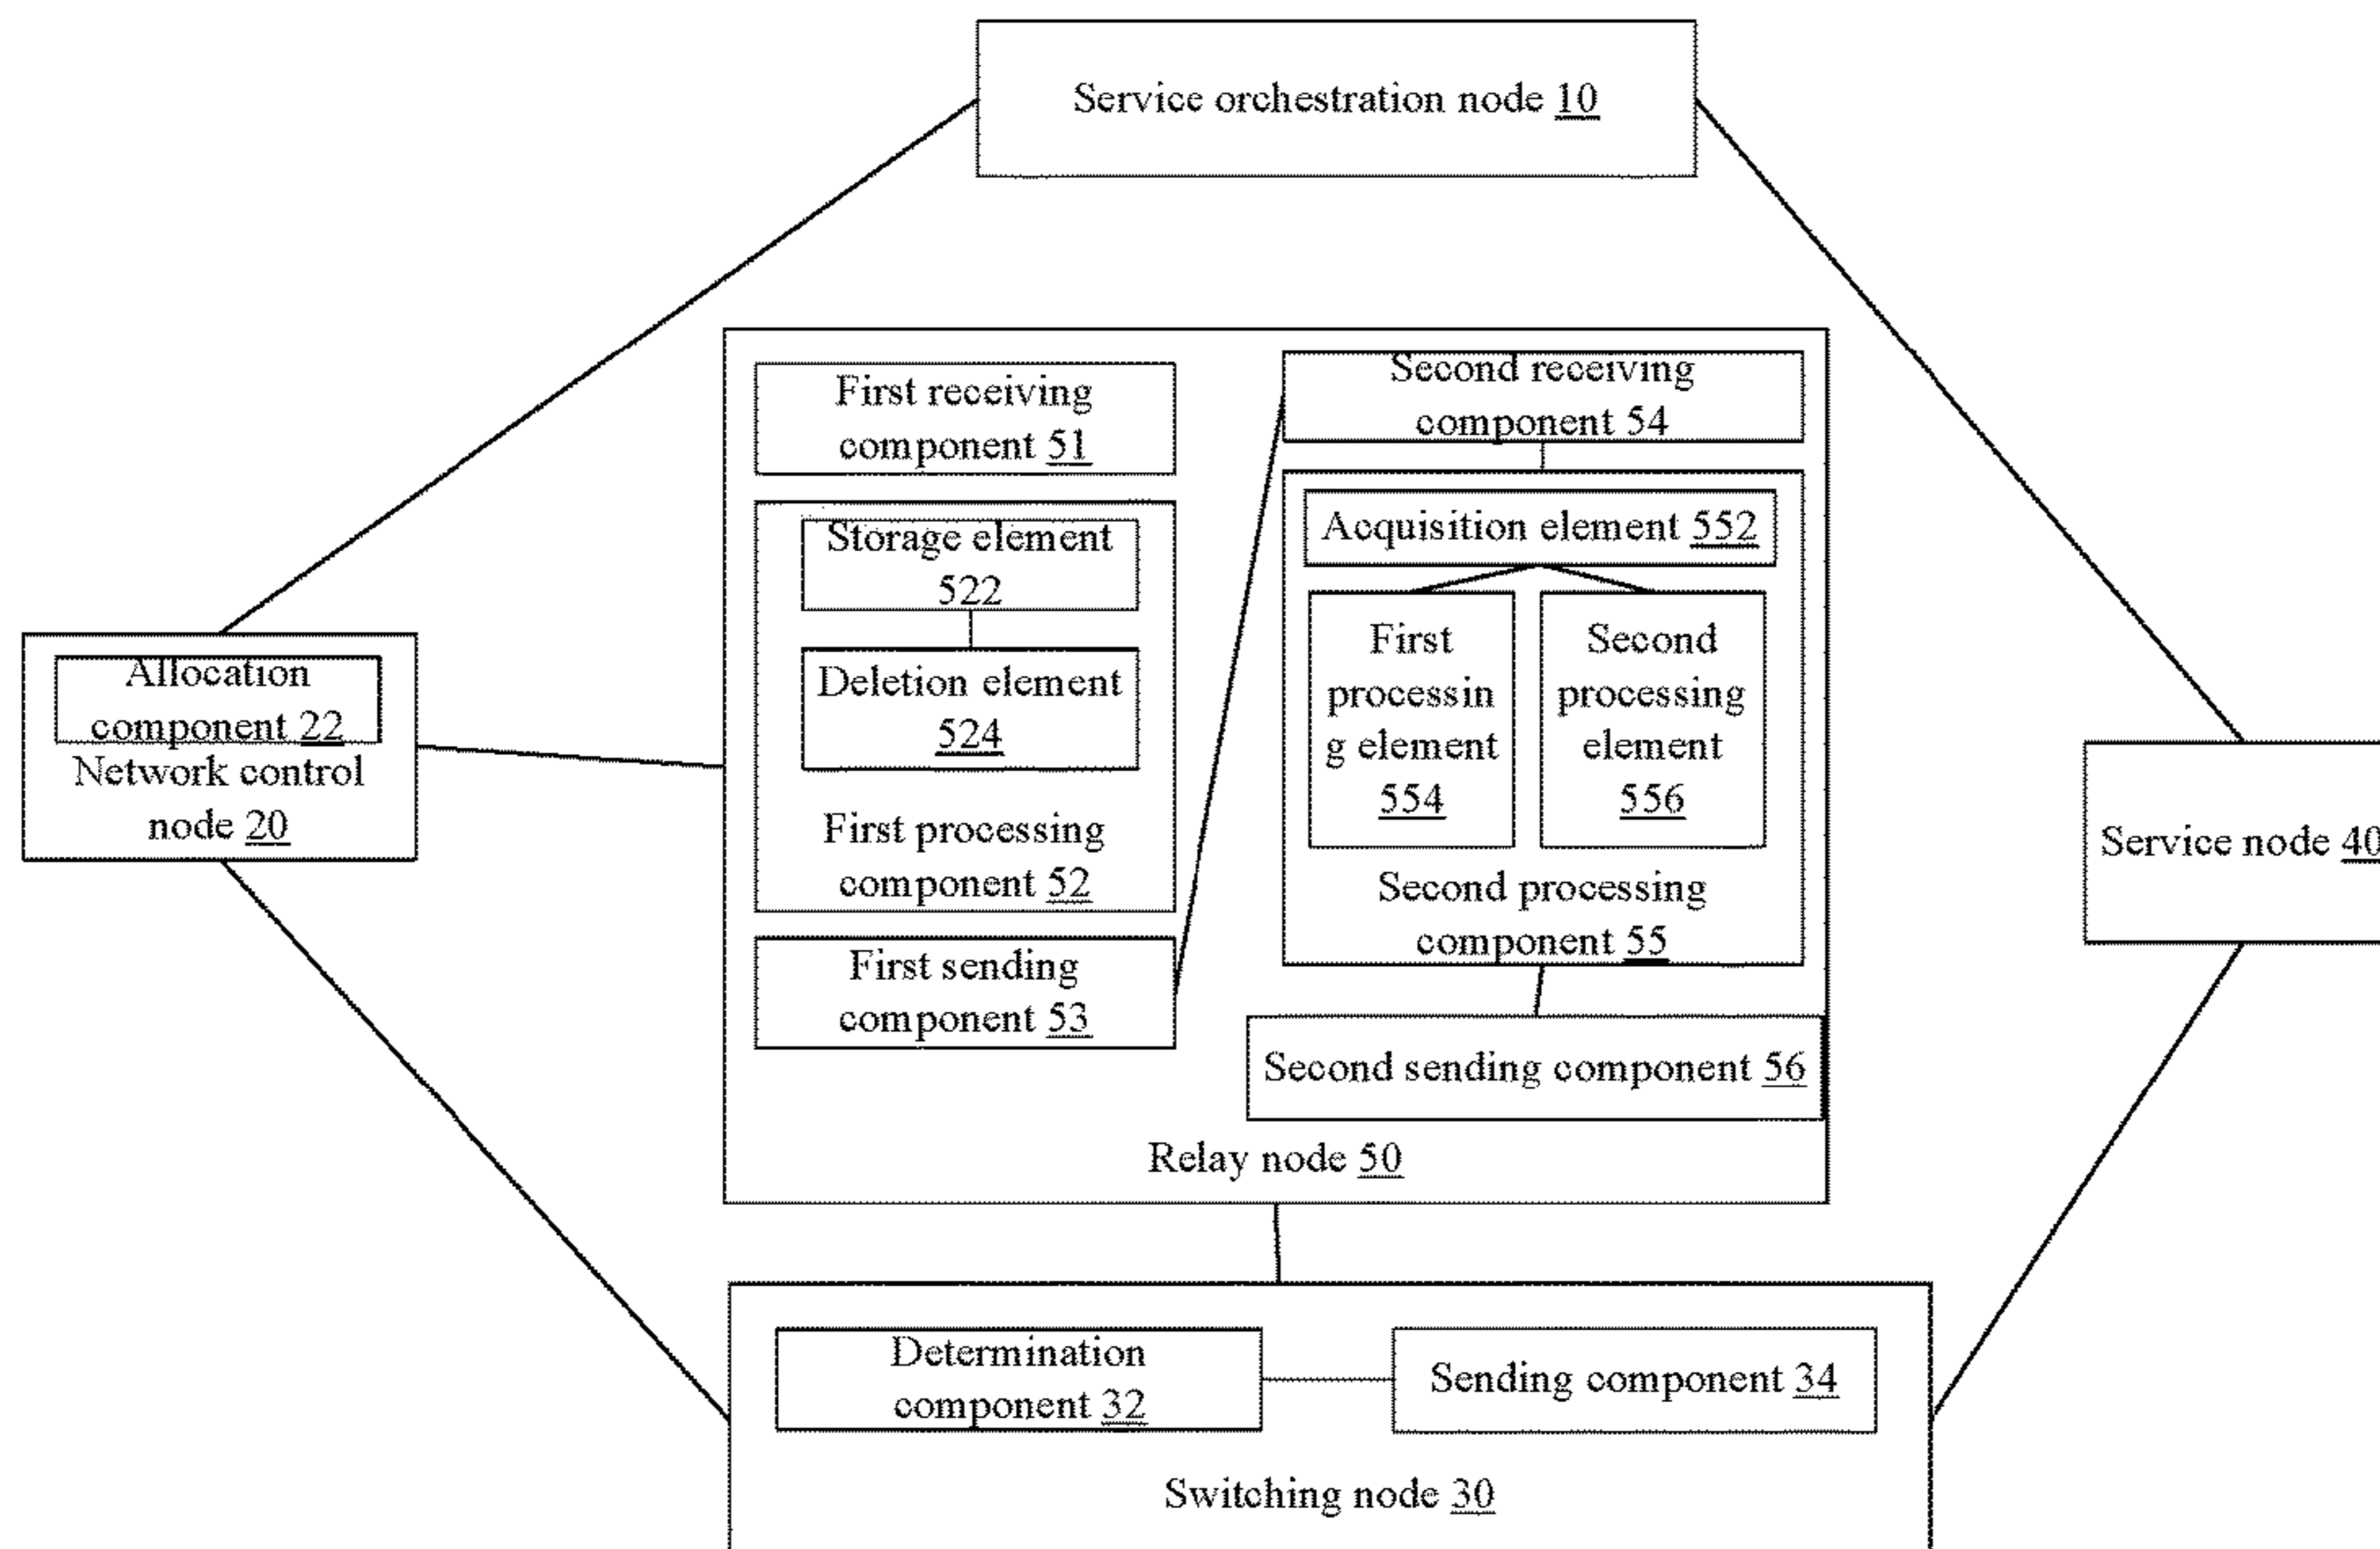 Service orchestration node 10
First receiving
component 51
Second receiving
component 54
Storage element
522
Deletion element
524
First processing
component 52
Acquisition element 552
First
processin
g element
554
Second
processing
element
556
Second processing
component 55
Allocation
component 22
Network control
node 20
Service node 40
First sending
component 53
Second sending component 56
Relay node 50
Determination
component 32
Sending component 34
Switching node 30